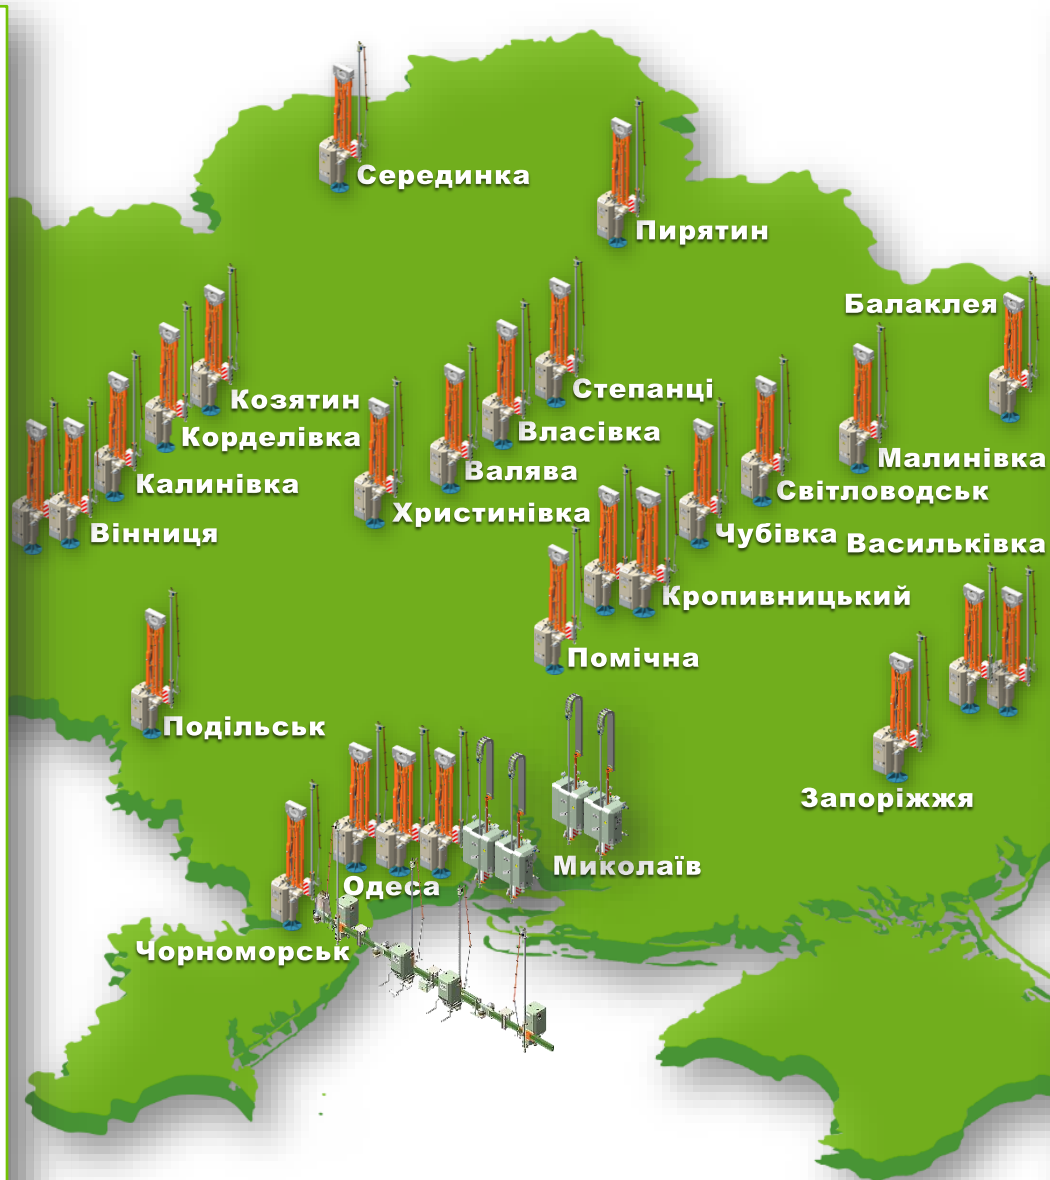 Серединка
Пирятин
Балаклея
Козятин
Степанці
Корделівка
Власівка
Малинівка
Валява
Калинівка
Світловодськ
Христинівка
Вінниця
Чубівка
Васильківка
Кропивницький
Помічна
Подільськ
Запоріжжя
Миколаїв
Одеса
Чорноморськ